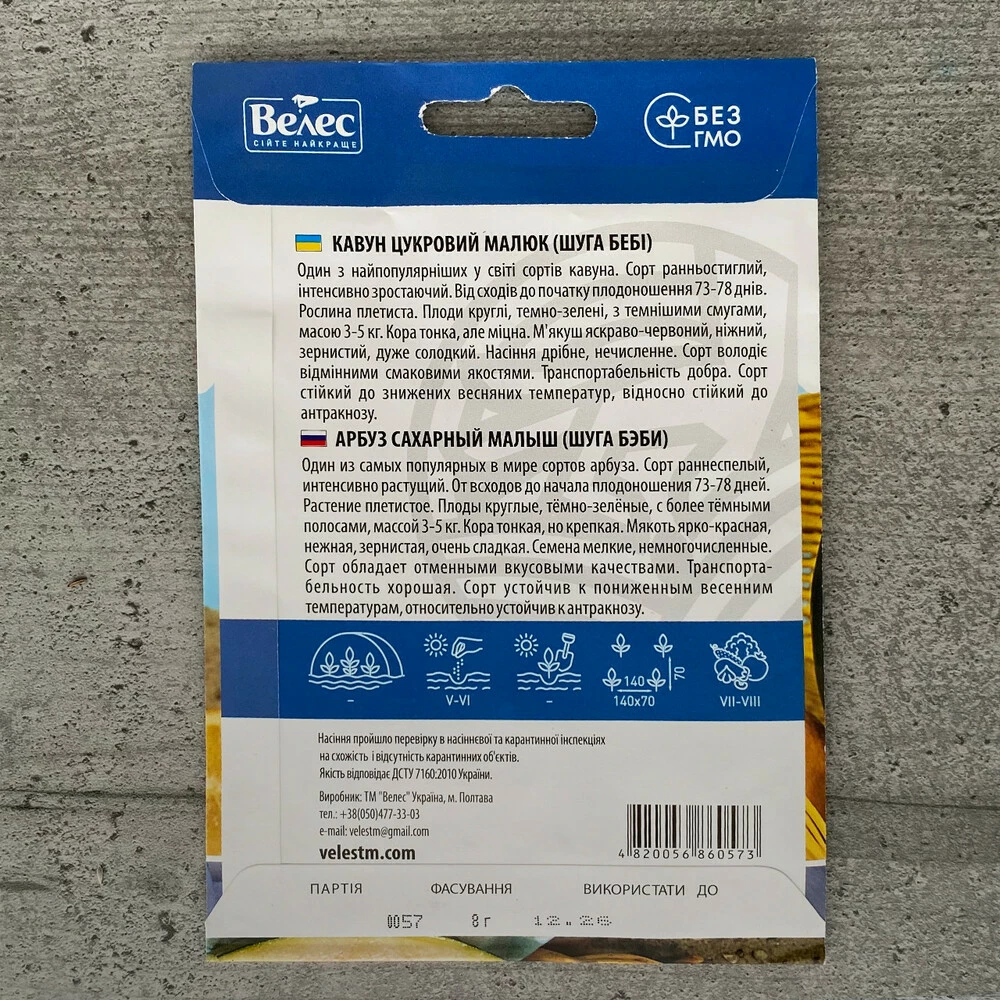 Велес
СІЙТЕ НАЙКРАЩЕ
БЕЗ
ГМО
КАВУН ЦУКРОВИЙ МАЛЮК (ШУГА БЕБІ)
Один з найпопулярніших у світі сортів кавуна. Сорт ранньостиглий,
інтенсивно зростаючий. Від сходів до початку плодоношення 73-78 днів.
Рослина плетиста. Плоди круглі, темно-зелені, з темнішими смугами,
масою 3-5 кг. Кора тонка, але міцна. М'якуш яскраво-червоний, ніжний,
зернистий, дуже солодкий. Насіння дрібне, нечисленне. Сорт володіє
відмінними смаковими якостями. Транспортабельність добра. Сорт
стійкий до знижених весняних температур, відносно стійкий до
антракнозу.
АРБУЗ САХАРНЫЙ МАЛЫШ (ШУГА БЭБИ)
Один из самых популярных в мире сортов арбуза. Сорт раннеспелый,
интенсивно растущий. От всходов до начала плодоношения 73-78 дней.
Растение плетистое. Плоды круглые, тёмно-зелёные, с более тёмными
полосами, массой 3-5 кг. Кора тонкая, но крепкая. Мякоть ярко-красная,
нежная, зернистая, очень сладкая. Семена мелкие, немногочисленные.
Сорт обладает отменными вкусовыми качествами. Транспорта-
бельность хорошая. Сорт устойчив к пониженным весенним
температурам, относительно устойчив к антракнозу.
140
70
– V-VI – 140x70 VII-VIII
Насіння пройшло перевірку в насіннєвої та карантинної інспекціях
на схожість і відсутність карантинних об'єктів.
Якість відповідає ДСТУ 7160:2010 України.
Виробник: ТМ "Велес" Україна, м. Полтава
тел.: +38(050)477-33-03
e-mail: velestm@gmail.com
velestm.com
4 820056 860573
ПАРТІЯ ФАСУВАННЯ ВИКОРИСТАТИ ДО
0057 8 г 12.26